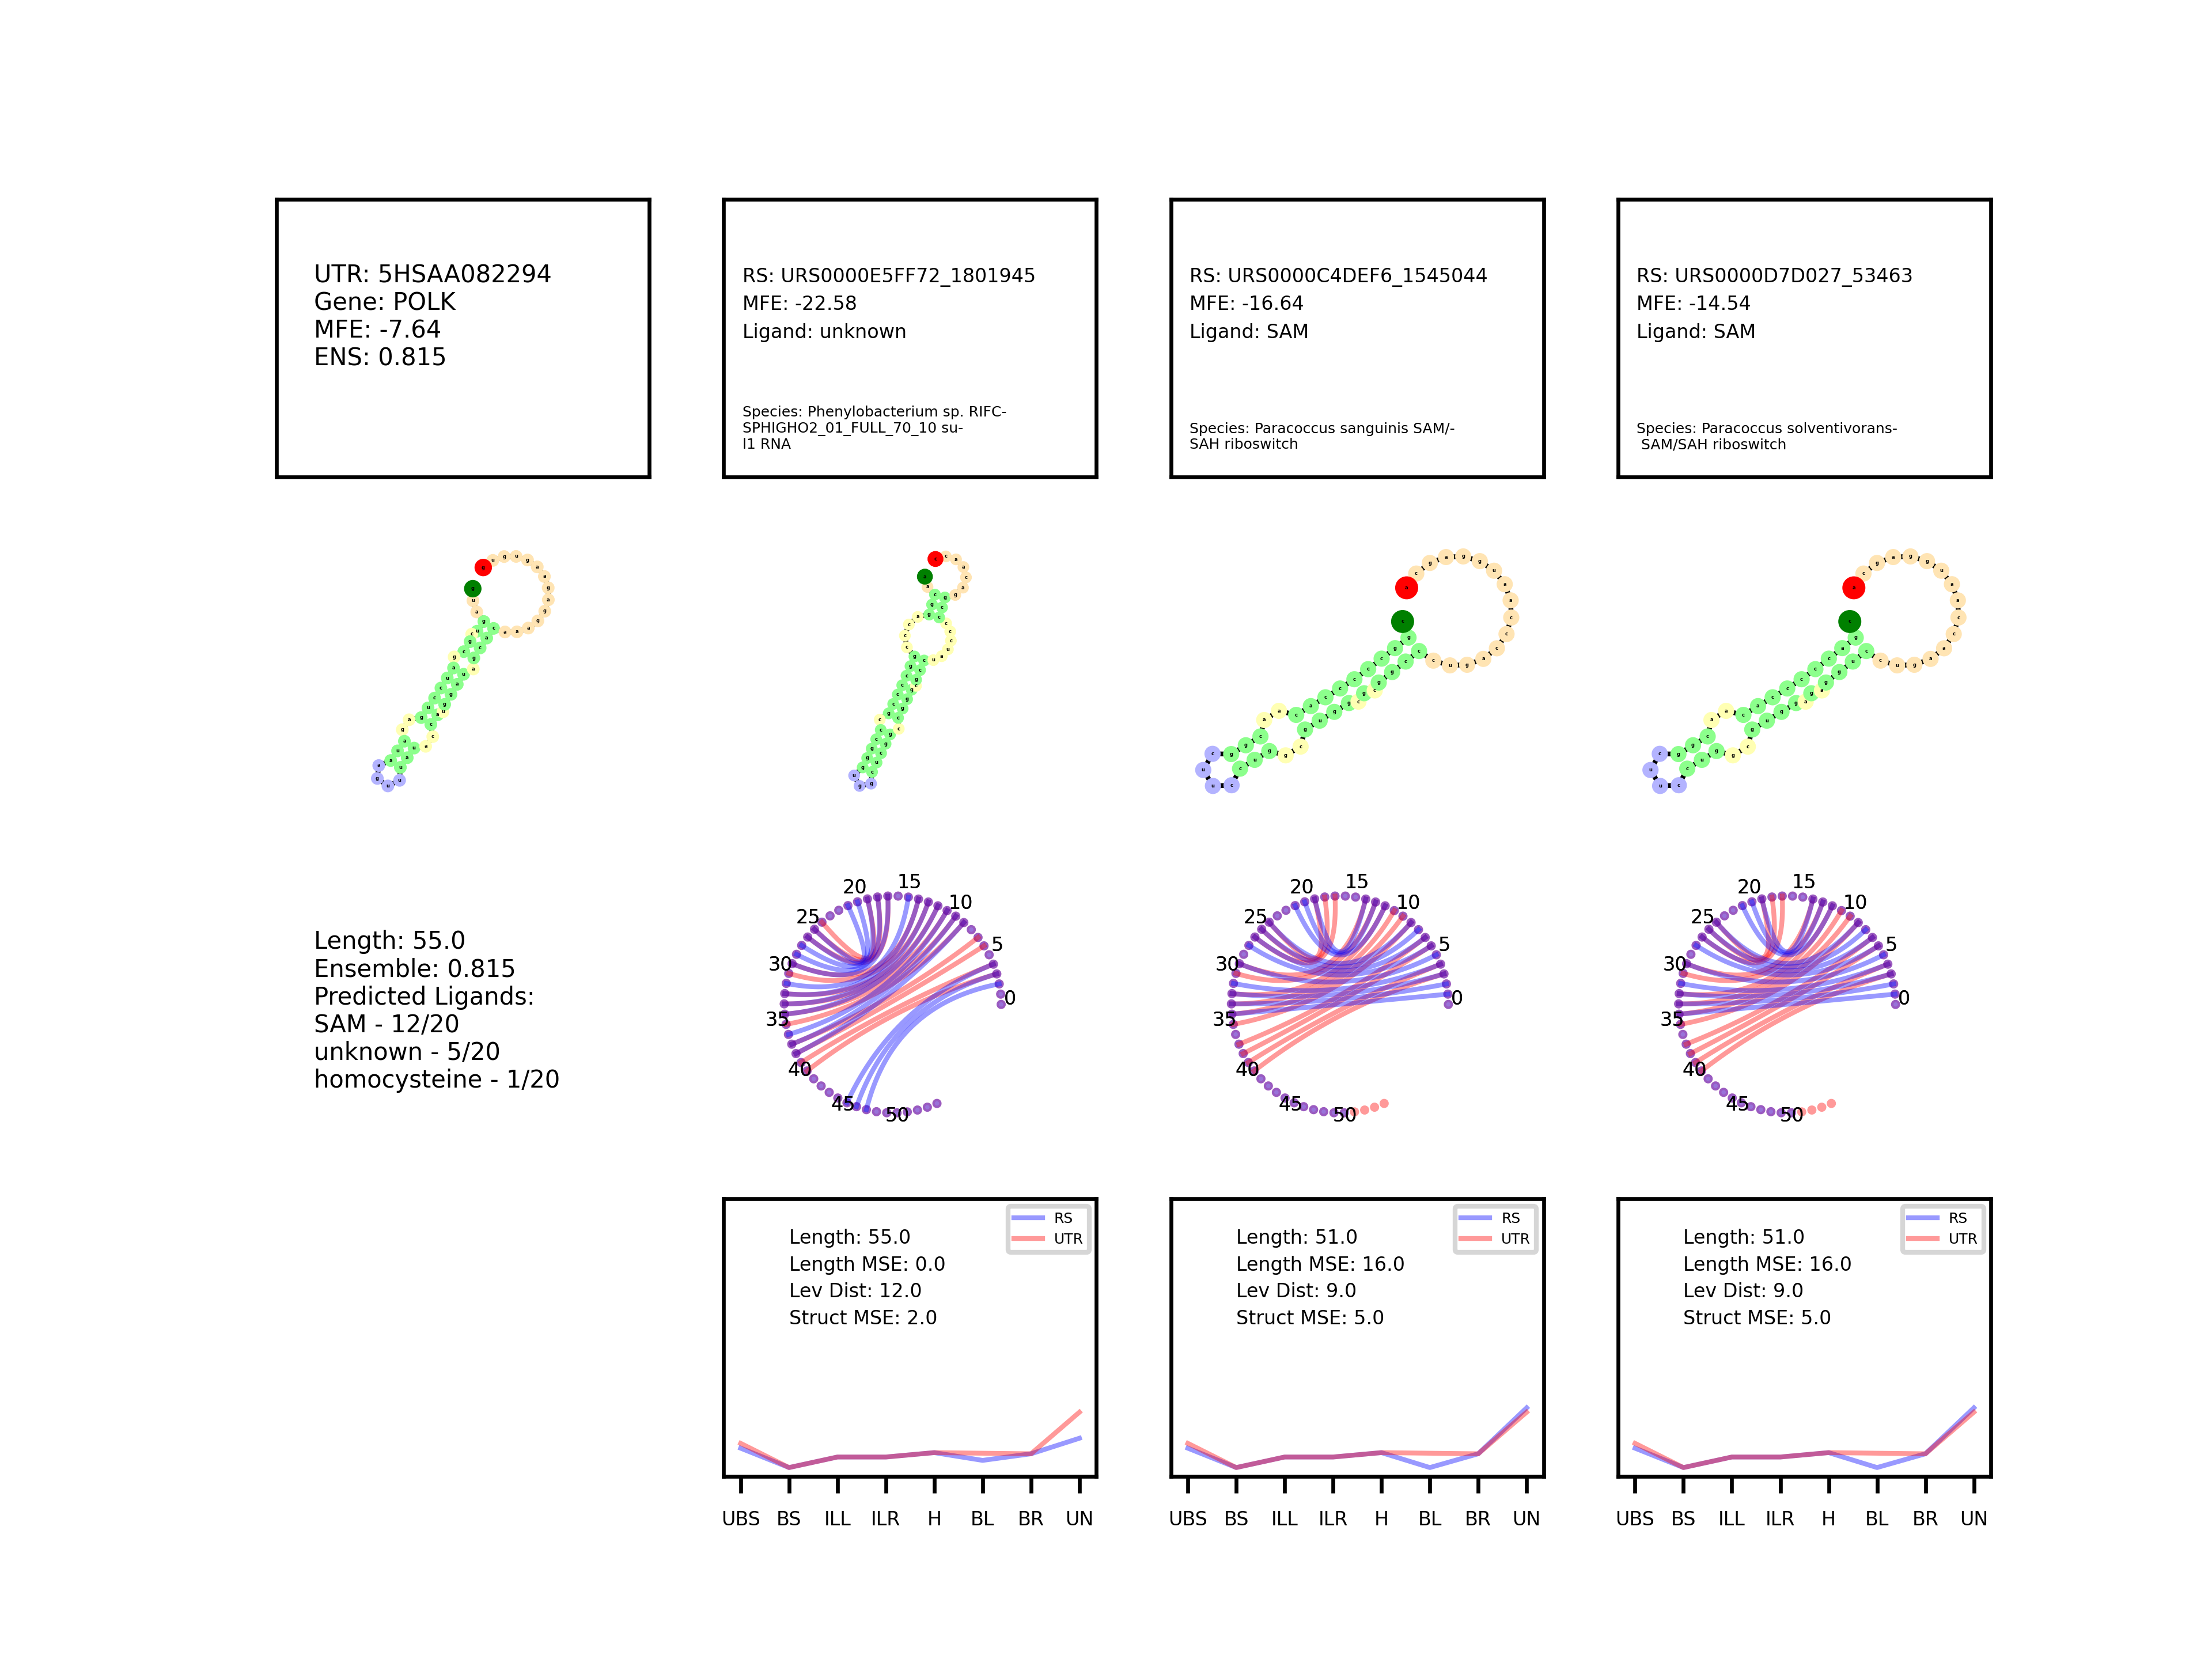 UTR: 5HSAA082294
Gene: POLK
MFE: -7.64
ENS: 0.815
RS: URS0000E5FF72_1801945
MFE: -22.58
Ligand: unknown
Species: Phenylobacterium sp. RIFC-
SPHIGHO2_01_FULL_70_10 su-
l1 RNA
RS: URS0000C4DEF6_1545044
MFE: -16.64
Ligand: SAM
Species: Paracoccus sanguinis SAM/-
SAH riboswitch
RS: URS0000D7D027_53463
MFE: -14.54
Ligand: SAM
Species: Paracoccus solventivorans-
SAM/SAH riboswitch
Length: 55.0
Ensemble: 0.815
Predicted Ligands:
SAM - 12/20
unknown - 5/20
homocysteine - 1/20
0
5
10
15
20
25
30
35
40
45
50
0
5
10
15
20
25
30
35
40
45
50
0
5
10
15
20
25
30
35
40
45
50
RS
UTR
Length: 55.0
Length MSE: 0.0
Lev Dist: 12.0
Struct MSE: 2.0
UBS BS ILL ILR H BL BR UN
RS
UTR
Length: 51.0
Length MSE: 16.0
Lev Dist: 9.0
Struct MSE: 5.0
UBS BS ILL ILR H BL BR UN
RS
UTR
Length: 51.0
Length MSE: 16.0
Lev Dist: 9.0
Struct MSE: 5.0
UBS BS ILL ILR H BL BR UN